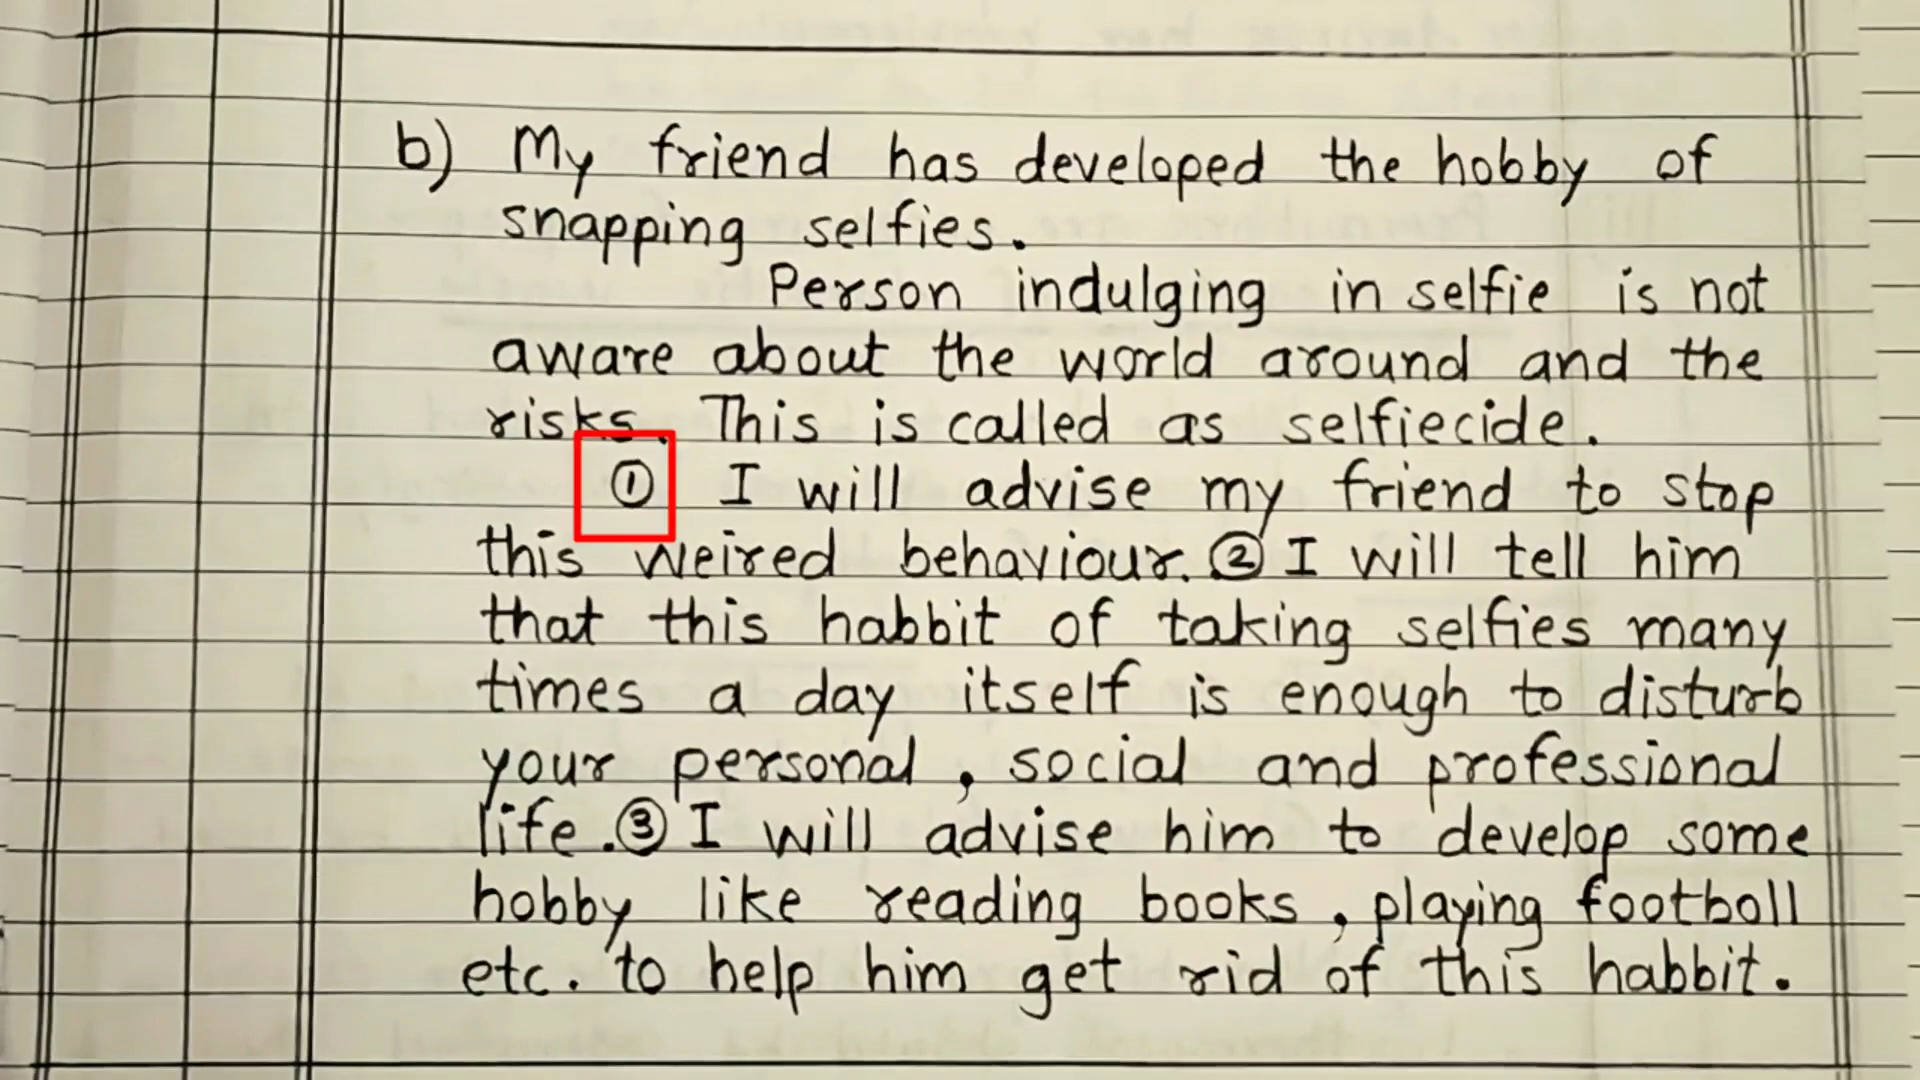 b) My friend has developed the hobby of
snapping selfies.
Person indulging in selfie is not
aware about the world around and the
risks. This is called as selfiecide.
① I will advise my friend to stop
this weired behaviour. ② I will tell him
that this habbit of taking selfies many
times a day itself is enough to disturb
your personal, social and professional
life. ③ I will advise him to develop some
hobby like reading books, playing footboll
etc. to help him get rid of this habbit.